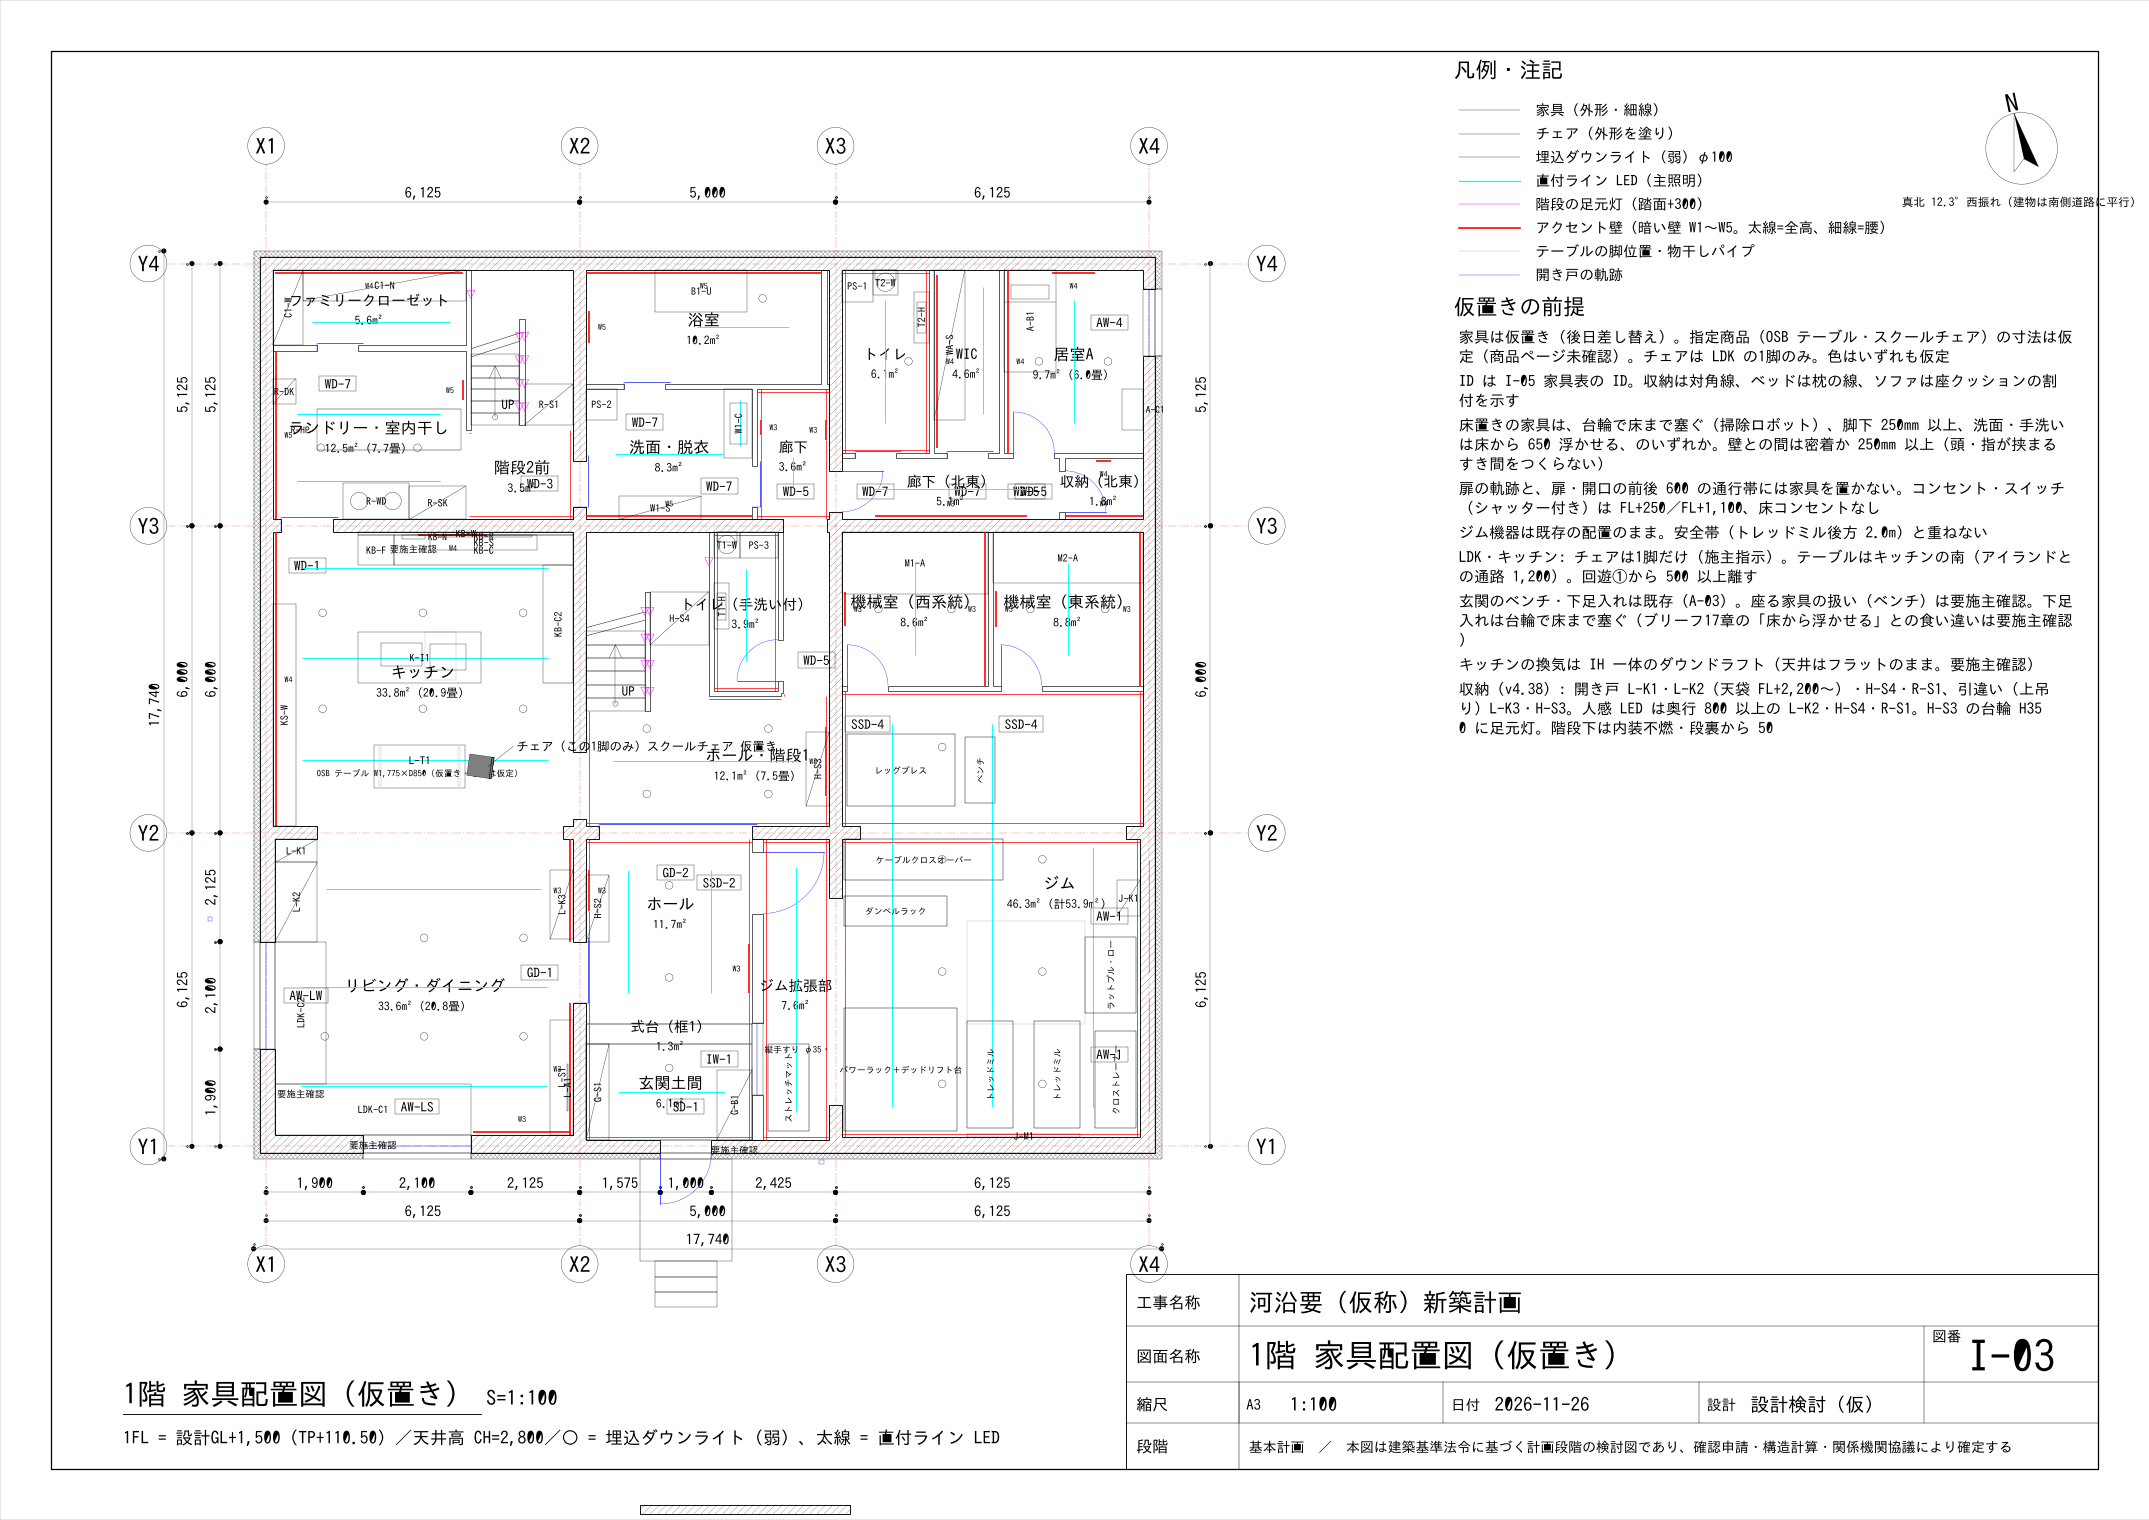 凡例・注記
家具（外形・細線）
チェア（外形を塗り）
埋込ダウンライト（弱）φ100
直付ライン LED（主照明）
階段の足元灯（踏面+300）
アクセント壁（暗い壁 W1～W5。太線=全高、細線=腰）
テーブルの脚位置・物干しパイプ
開き戸の軌跡
N
真北 12.3° 西振れ（建物は南側道路に平行）
仮置きの前提
家具は仮置き（後日差し替え）。指定商品（OSB テーブル・スクールチェア）の寸法は仮
定（商品ページ未確認）。チェアは LDK の1脚のみ。色はいずれも仮定
ID は I-05 家具表の ID。収納は対角線、ベッドは枕の線、ソファは座クッションの割
付を示す
床置きの家具は、台輪で床まで塞ぐ（掃除ロボット）、脚下 250mm 以上、洗面・手洗い
は床から 650 浮かせる、のいずれか。壁との間は密着か 250mm 以上（頭・指が挟まる
すき間をつくらない）
扉の軌跡と、扉・開口の前後 600 の通行帯には家具を置かない。コンセント・スイッチ
（シャッター付き）は FL+250／FL+1,100、床コンセントなし
ジム機器は既存の配置のまま。安全帯（トレッドミル後方 2.0m）と重ねない
LDK・キッチン: チェアは1脚だけ（施主指示）。テーブルはキッチンの南（アイランドと
の通路 1,200）。回遊①から 500 以上離す
玄関のベンチ・下足入れは既存（A-03）。座る家具の扱い（ベンチ）は要施主確認。下足
入れは台輪で床まで塞ぐ（ブリーフ17章の「床から浮かせる」との食い違いは要施主確認
）
キッチンの換気は IH 一体のダウンドラフト（天井はフラットのまま。要施主確認）
収納（v4.38）: 開き戸 L-K1・L-K2（天袋 FL+2,200～）・H-S4・R-S1、引違い（上吊
り）L-K3・H-S3。人感 LED は奥行 800 以上の L-K2・H-S4・R-S1。H-S3 の台輪 H35
0 に足元灯。階段下は内装不燃・段裏から 50
X1 X2 X3 X4
6,125 5,000 6,125
Y4 Y4
Y3 Y3
Y2 Y2
Y1 Y1
17,740
5,125 5,125 5,125
6,000 6,000 6,000
6,125 2,125 2,100 1,900 6,125
C1-N
ファミリークローゼット
5.6m²
WD-7
R-DK
ランドリー・室内干し
12.5m²（7.7畳）
R-WD
R-SK
R-S1
UP
階段2前
3.5m²
WD-3
B1-U
浴室
10.2m²
W5
PS-2
WD-7
W1-C
洗面・脱衣
8.3m²
WD-7
W1-S
廊下
3.6m²
W3
WD-5
PS-1
T2-W
T2-H
トイレ
6.1m²
WA-S
WIC
4.6m²
A-B1
W4
AW-4
居室A
9.7m²（6.0畳）
A-C1
廊下（北東）
WD-7
WD-7
収納（北東）
1.8m²
WD-1
KB-F
要施主確認
KB-C
KB-C2
K-I1
キッチン
33.8m²（20.9畳）
KS-W
W4
L-T1
OSB テーブル W1,775×D850（仮置き
チェア（この1脚のみ）スクールチェア 仮置き
T1-W
PS-3
トイレ（手洗い付）
3.9m²
H-S4
UP
WD-5
ホール・階段1
12.1m²（7.5畳）
M1-A
機械室（西系統）
8.6m²
M2-A
機械室（東系統）
8.8m²
W3
SSD-4
SSD-4
レッグプレス
ベンチ
L-K1
L-K2
L-K3
H-S2
W3
GD-2
SSD-2
ホール
11.7m²
GD-1
ケーブルクロスオーバー
ダンベルラック
ジム
46.3m²（計53.9m²）
J-K1
AW-1
ラットプル・ロー
リビング・ダイニング
33.6m²（20.8畳）
AW-LW
ジム拡張部
7.6m²
式台（框1）
1.3m²
IW-1
縦手すり φ35
玄関土間
SD-1
G-S1
G-B1
ストレッチマット
パワーラック＋デッドリフト台
トレッドミル
トレッドミル
クロストレーナー
AW-1
J-M1
要施主確認
LDK-C1
AW-LS
W3
要施主確認
要施主確認
1,900 2,100 2,125 1,575 1,000 2,425 6,125
6,125 5,000 6,125
17,740
X1 X2 X3 X4
1階 家具配置図（仮置き） S=1:100
1FL = 設計GL+1,500（TP+110.50）／天井高 CH=2,800／○ = 埋込ダウンライト（弱）、太線 = 直付ライン LED
工事名称 河沿要（仮称）新築計画
図面名称 1階 家具配置図（仮置き） 図番 I-03
縮尺 A3 1:100 日付 2026-11-26 設計 設計検討（仮）
段階 基本計画 ／ 本図は建築基準法令に基づく計画段階の検討図であり、確認申請・構造計算・関係機関協議により確定する